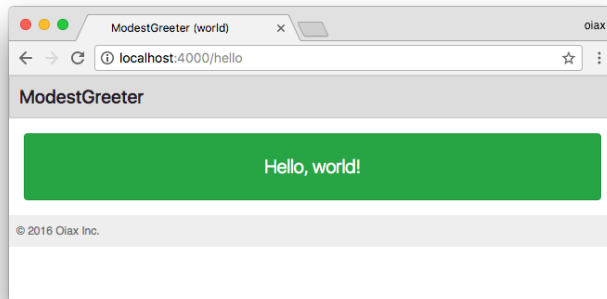 ModestGreeter (world)
oiax
localhost:4000/hello
ModestGreeter
Hello, world!
© 2016 Oiax Inc.